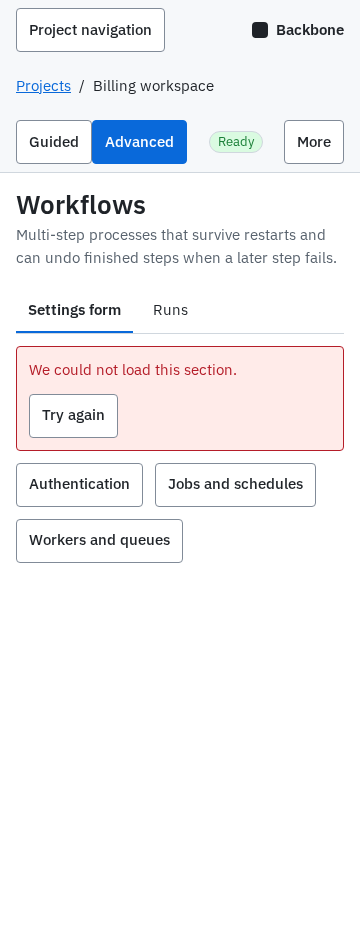 Project navigation
Backbone
Projects / Billing workspace
Guided
Advanced
Ready
More
Workflows
Multi-step processes that survive restarts and
can undo finished steps when a later step fails.
Settings form
Runs
We could not load this section.
Try again
Authentication
Jobs and schedules
Workers and queues